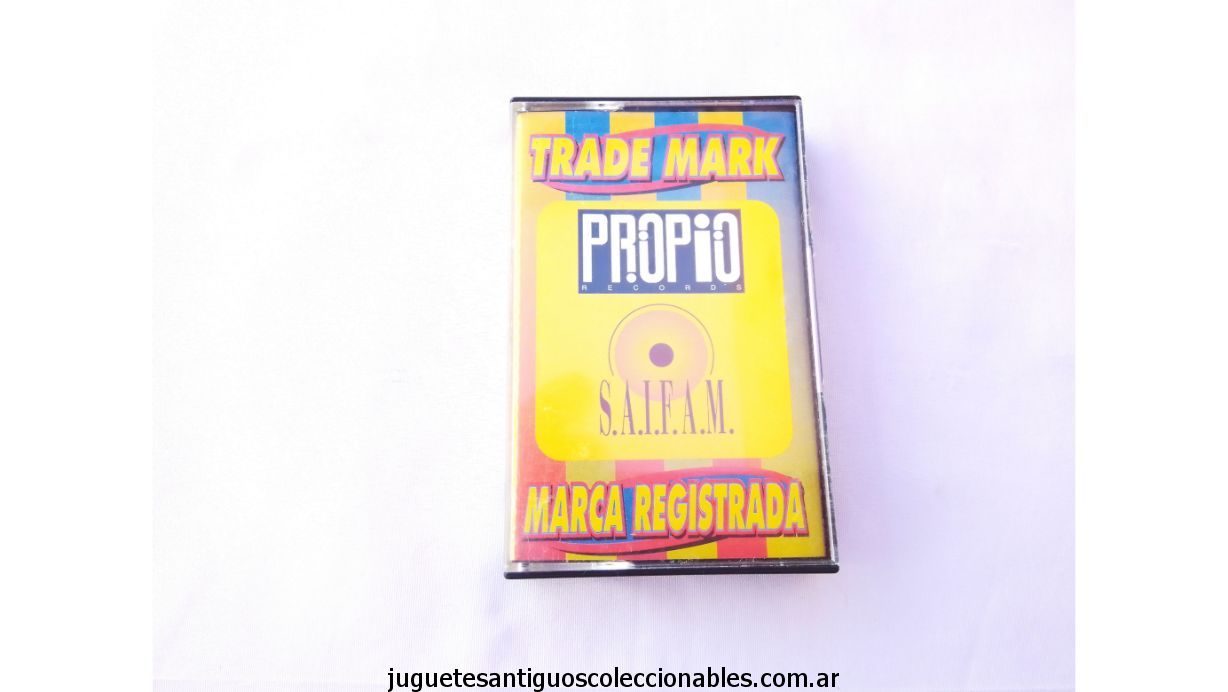 TRADE MARK
PROPIO
RECORD'S
S.A.I.F.A.M.
MARCA REGISTRADA
juguetesantiguoscoleccionables.com.ar